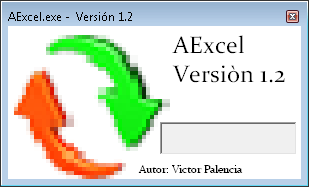 AExcel.exe - Versión 1.2
AExcel
Versiòn 1.2
Autor: Victor Palencia